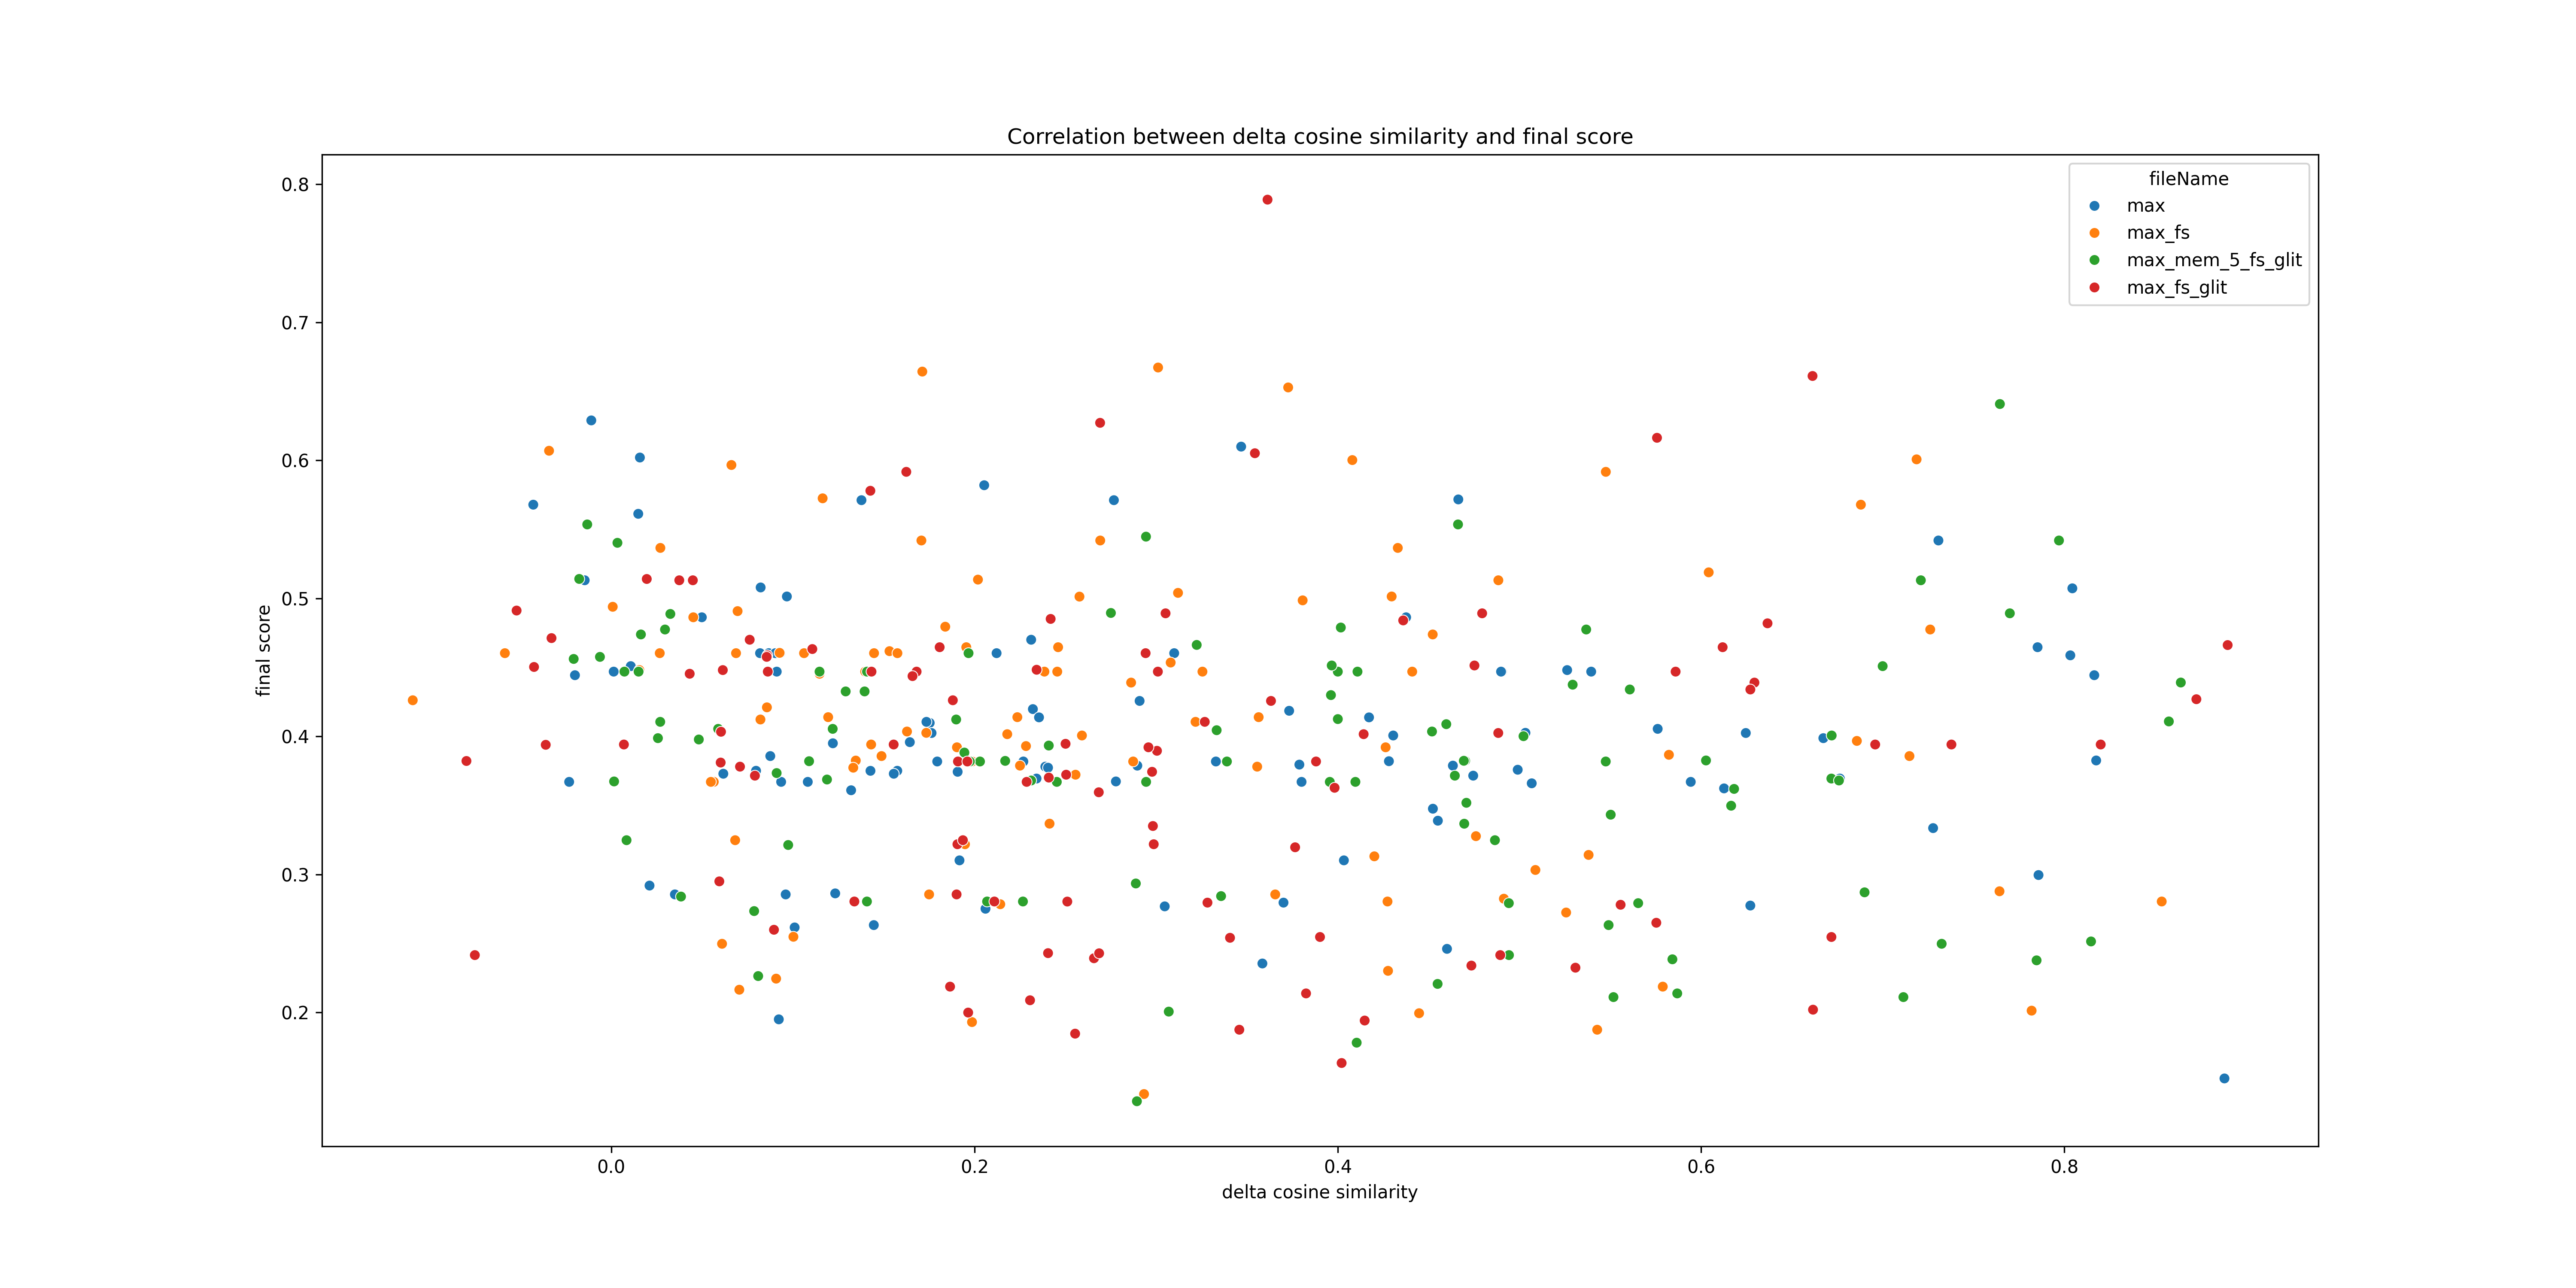 Correlation between delta cosine similarity and final score
fileName
max
max_fs
max_mem_5_fs_glit
max_fs_glit
final score
0.8
0.7
0.6
0.5
0.4
0.3
0.2
0.0 0.2 0.4 0.6 0.8
delta cosine similarity